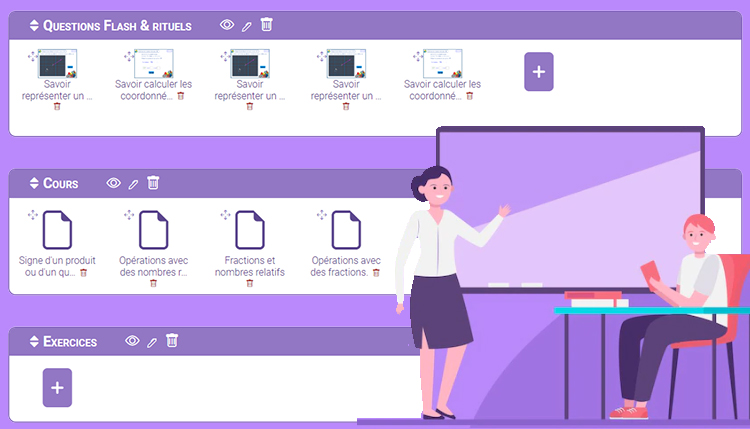 Questions Flash & rituels
Savoir
représenter un ...
Savoir calculer les
coordonné...
Savoir
représenter un ...
Savoir
représenter un ...
Savoir calculer les
coordonné...
Cours
Signe d'un produit
ou d'un qu...
Opérations avec
des nombres r...
Fractions et
nombres relatifs
Opérations avec
des fractions.
Exercices